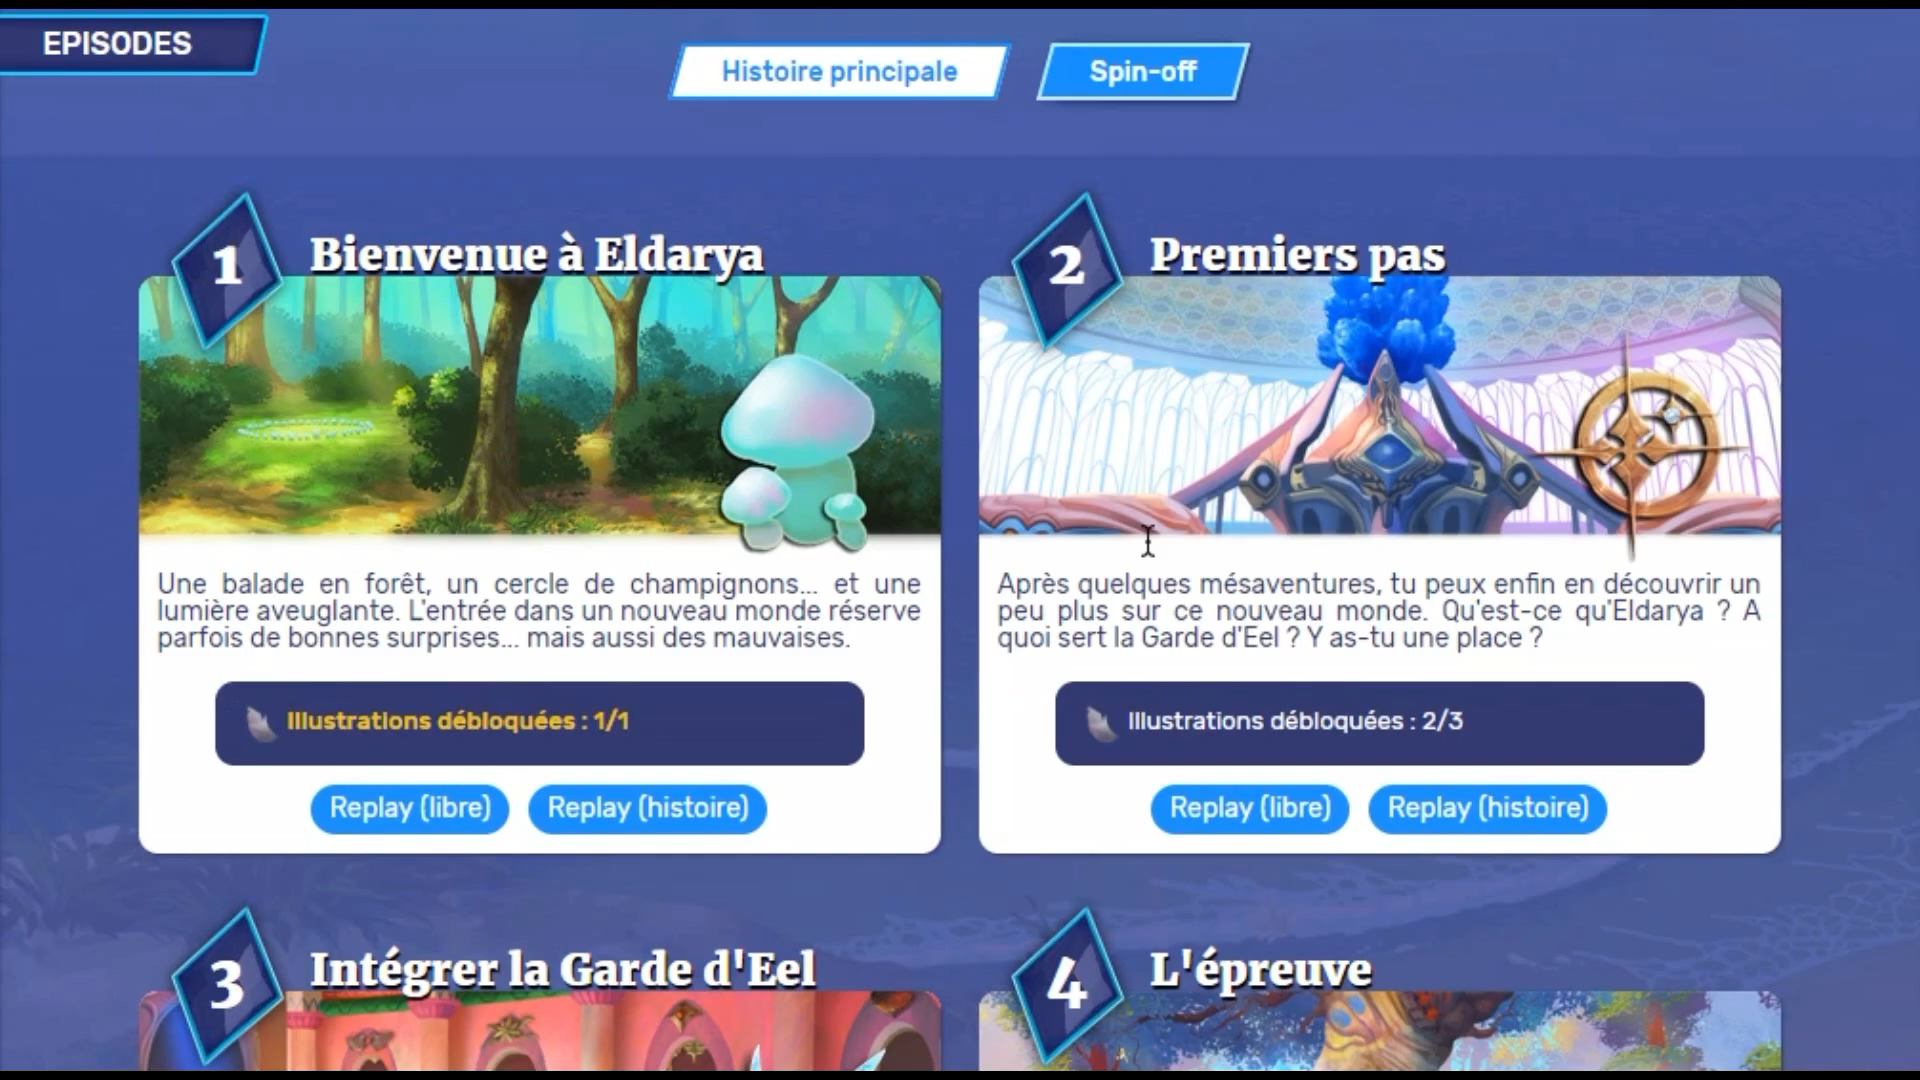 EPISODES
Histoire principale
Spin-off
1
Bienvenue à Eldarya
Une balade en forêt, un cercle de champignons... et une
lumière aveuglante. L'entrée dans un nouveau monde réserve
parfois de bonnes surprises... mais aussi des mauvaises.
Illustrations débloquées : 1/1
Replay (libre)
Replay (histoire)
2
Premiers pas
Après quelques mésaventures, tu peux enfin en découvrir un
peu plus sur ce nouveau monde. Qu'est-ce qu'Eldarya ? A
quoi sert la Garde d'Eel ? Y as-tu une place ?
Illustrations débloquées : 2/3
Replay (libre)
Replay (histoire)
3
Intégrer la Garde d'Eel
4
L'épreuve